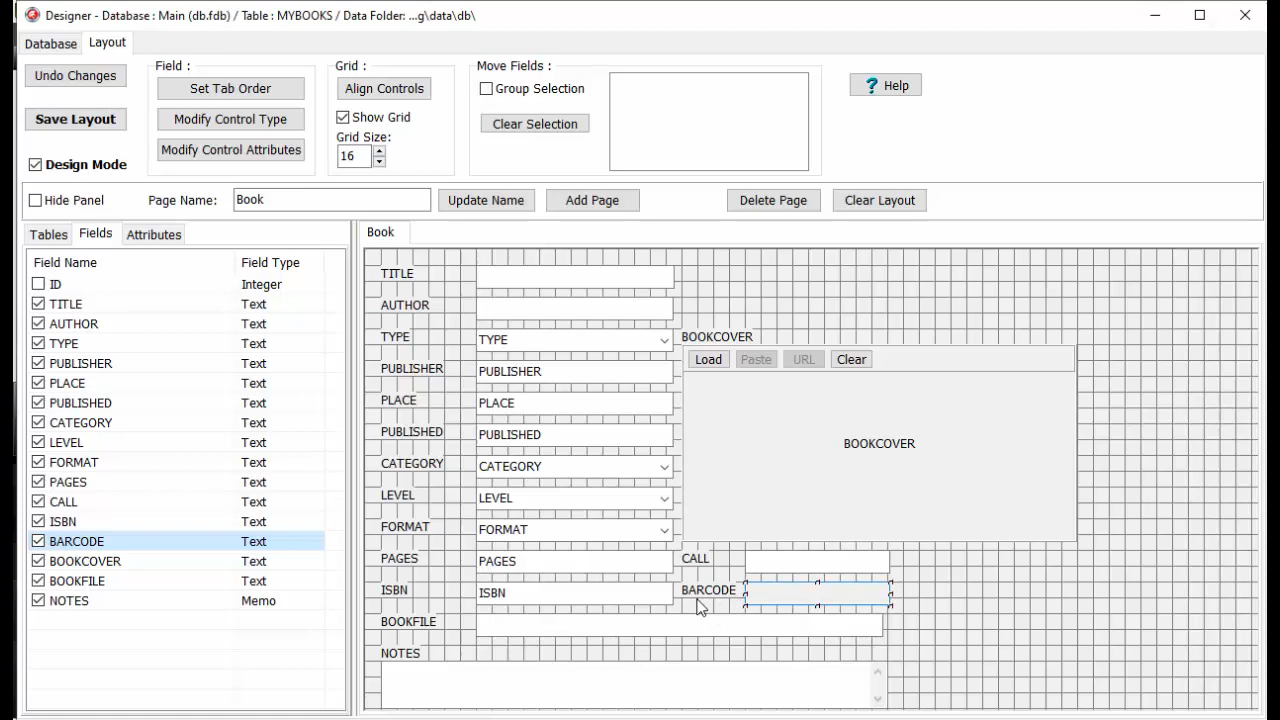 Designer - Database : Main (db.fdb) / Table : MYBOOKS / Data Folder: ...g\data\db\
Database
Layout
Undo Changes
Save Layout
Design Mode
Field :
Set Tab Order
Modify Control Type
Modify Control Attributes
Grid :
Align Controls
Show Grid
Grid Size:
16
Move Fields :
Group Selection
Clear Selection
? Help
Hide Panel
Page Name:
Book
Update Name
Add Page
Delete Page
Clear Layout
Tables
Fields
Attributes
Field Name Field Type
ID Integer
TITLE Text
AUTHOR Text
TYPE Text
PUBLISHER Text
PLACE Text
PUBLISHED Text
CATEGORY Text
LEVEL Text
FORMAT Text
PAGES Text
CALL Text
ISBN Text
BARCODE Text
BOOKCOVER Text
BOOKFILE Text
NOTES Memo
Book
TITLE
AUTHOR
TYPE TYPE BOOKCOVER
Load Paste URL Clear
PUBLISHER PUBLISHER
PLACE PLACE
PUBLISHED PUBLISHED
BOOKCOVER
CATEGORY CATEGORY
LEVEL LEVEL
FORMAT FORMAT
PAGES PAGES CALL
ISBN ISBN BARCODE
BOOKFILE
NOTES